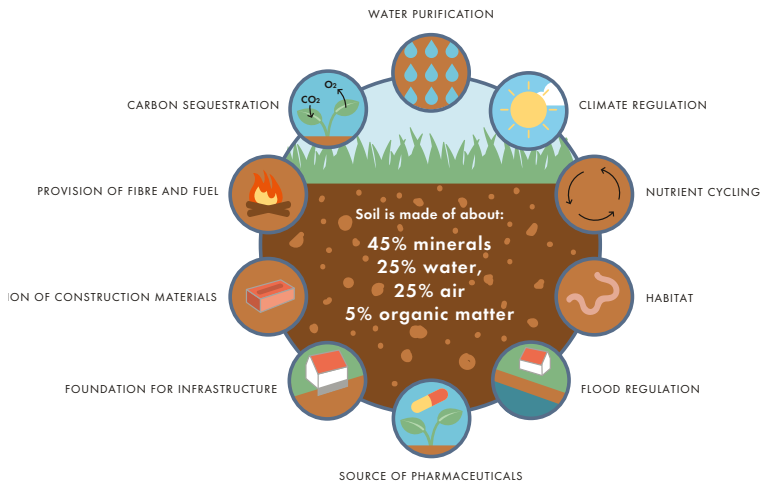 WATER PURIFICATION
O₂
CO₂
CARBON SEQUESTRATION
CLIMATE REGULATION
PROVISION OF FIBRE AND FUEL
NUTRIENT CYCLING
Soil is made of about:
45% minerals
25% water,
25% air
5% organic matter
ION OF CONSTRUCTION MATERIALS
HABITAT
FOUNDATION FOR INFRASTRUCTURE
FLOOD REGULATION
SOURCE OF PHARMACEUTICALS